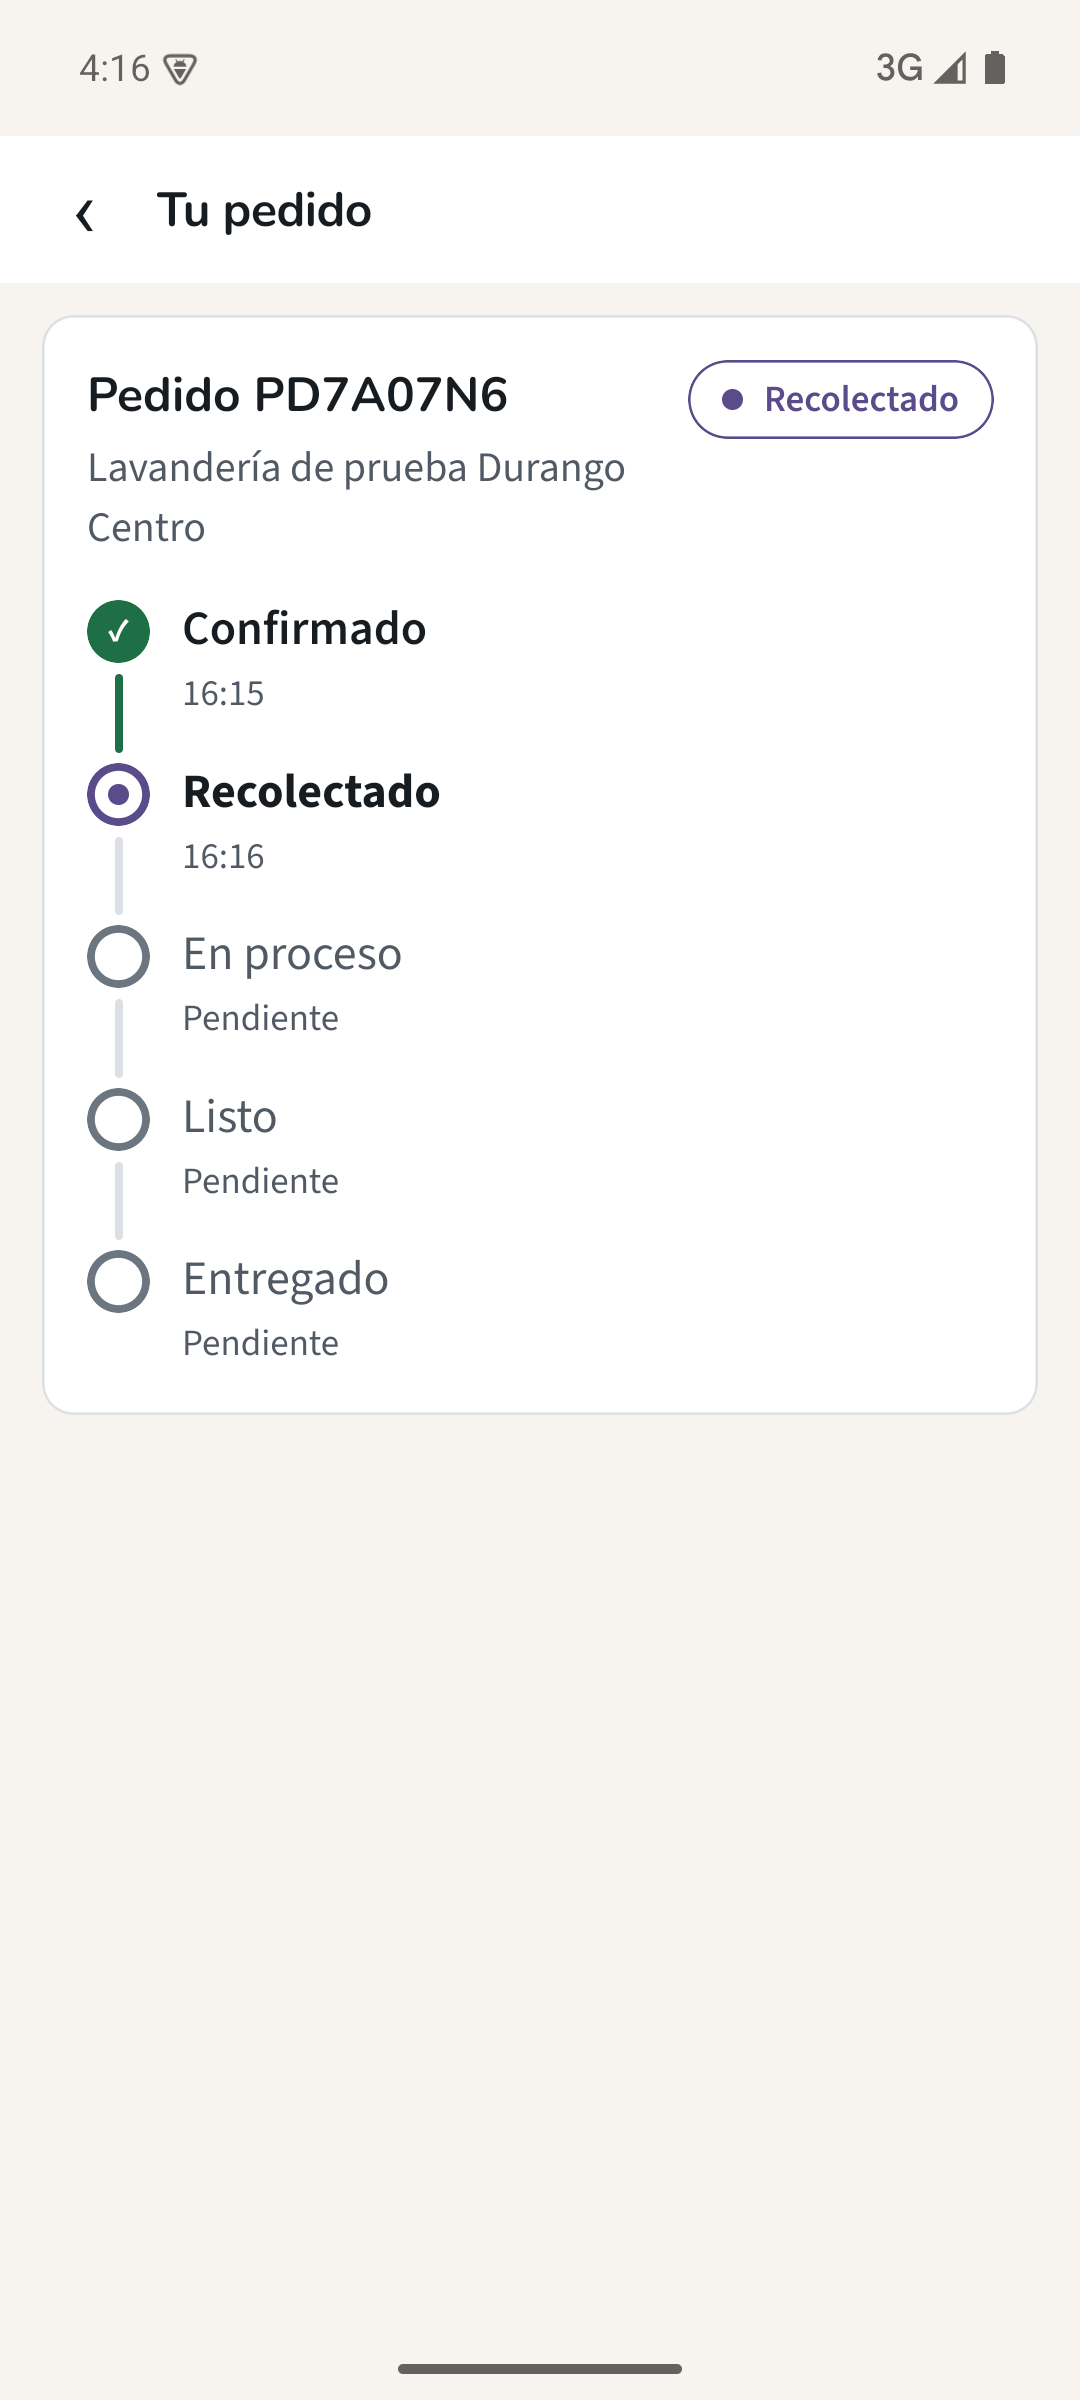 4:16
3G
‹ Tu pedido
Pedido PD7A07N6
Recolectado
Lavandería de prueba Durango
Centro
✓ Confirmado
16:15
Recolectado
16:16
En proceso
Pendiente
Listo
Pendiente
Entregado
Pendiente